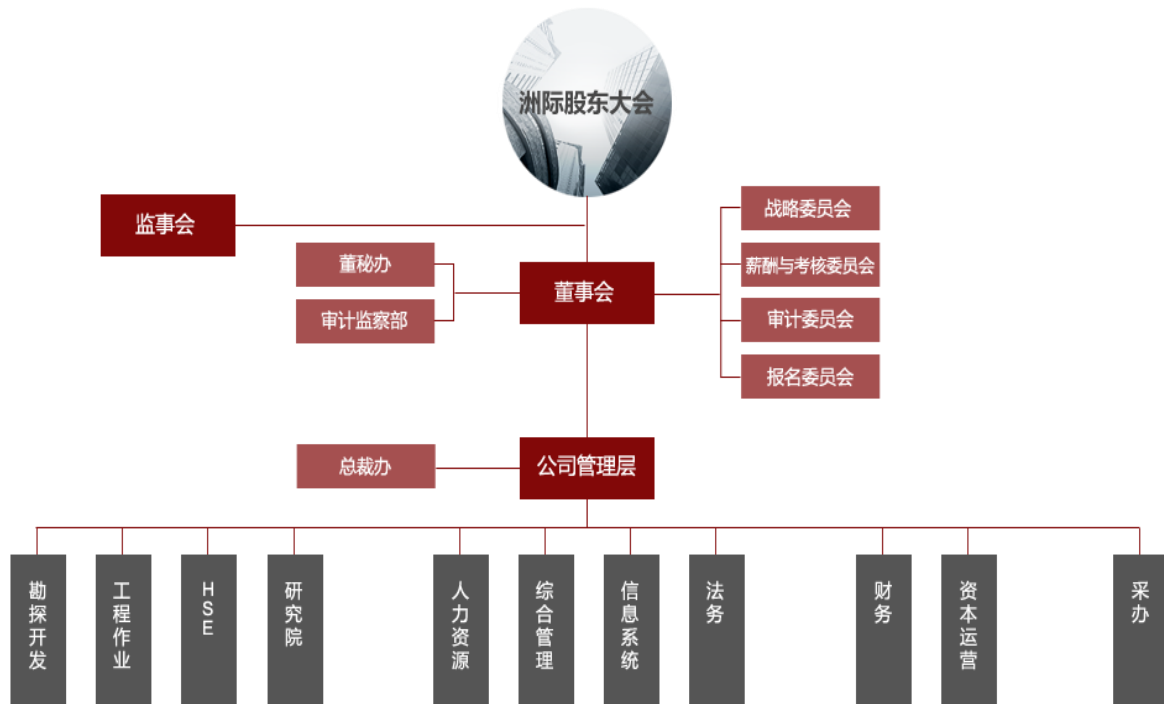 洲际股东大会
监事会
董秘办
审计监察部
董事会
战略委员会
薪酬与考核委员会
审计委员会
报名委员会
总裁办
公司管理层
勘探开发
工程作业
HSE
研究院
人力资源
综合管理
信息系统
法务
财务
资本运营
采办